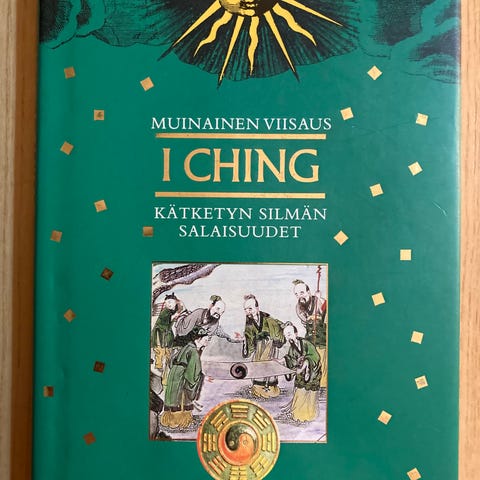 MUINAINEN VIISAUS
I CHING
KÄTKETYN SILMÄN
SALAISUUDET